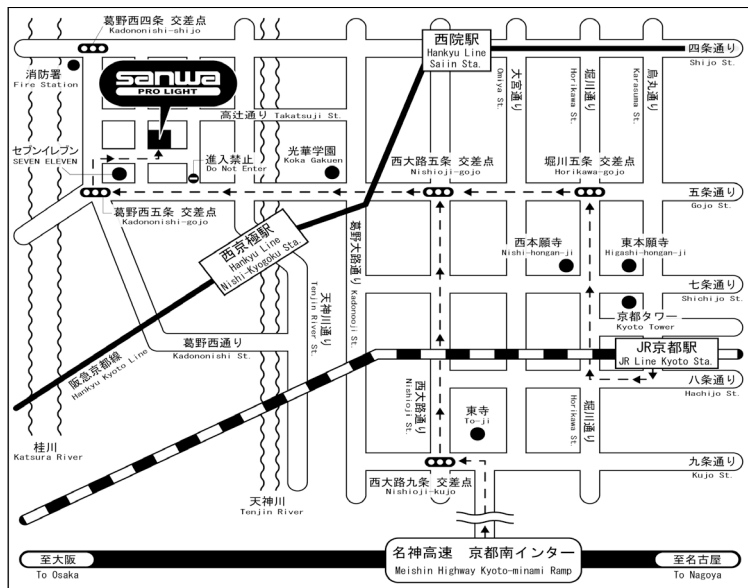 葛野西四条 交差点
Kadononishi-shijo
西院駅
Hankyu Line
Saiin Sta.
四条通り
Shijo St.
消防署
Fire Station
sanwa
PRO LIGHT
大宮通り
Omiya St.
堀川通り
Horikawa St.
烏丸通り
Karasuma St.
高辻通り Takatsuji St.
セブンイレブン
SEVEN ELEVEN
進入禁止
Do Not Enter
光華学園
Koka Gakuen
西大路五条 交差点
Nishioji-gojo
堀川五条 交差点
Horikawa-gojo
五条通り
Gojo St.
葛野西五条 交差点
Kadononishi-gojo
西京極駅
Hankyu Line
Nishi-Kyogoku Sta.
葛野大路通り Kadonooji St.
西本願寺
Nishi-hongan-ji
東本願寺
Higashi-hongan-ji
天神川通り
Tenjin River St.
七条通り
Shichijo St.
京都タワー
Kyoto Tower
葛野西通り
Kadononishi St.
阪急京都線
Hankyu Kyoto Line
JR京都駅
JR Line Kyoto Sta.
西大路通り
Nishioji St.
八条通り
Hachijo St.
堀川通り
Horikawa St.
東寺
To-ji
桂川
Katsura River
九条通り
Kujo St.
西大路九条 交差点
Nishioji-kujo
天神川
Tenjin River
名神高速 京都南インター
Meishin Highway Kyoto-minami Ramp
至大阪
To Osaka
至名古屋
To Nagoya